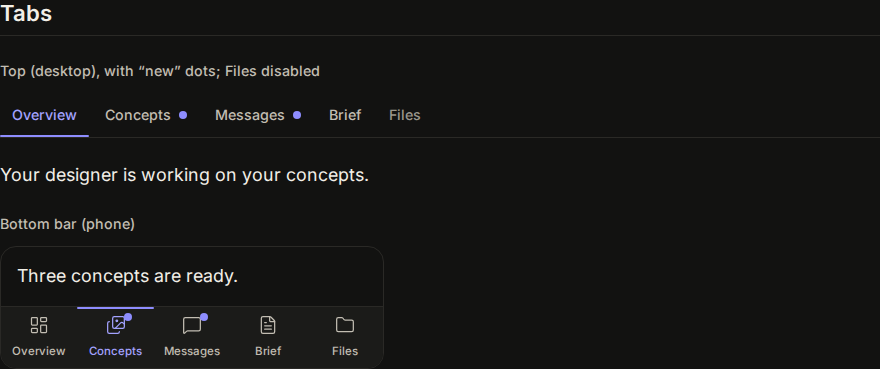 Tabs
Top (desktop), with “new” dots; Files disabled
Overview Concepts Messages Brief Files
Your designer is working on your concepts.
Bottom bar (phone)
Three concepts are ready.
Overview Concepts Messages Brief Files